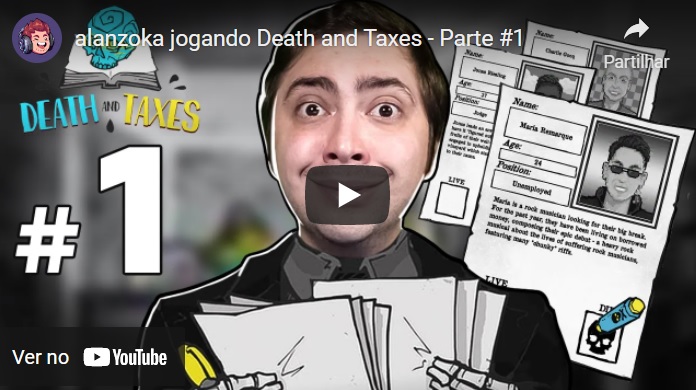 alanzoka jogando Death and Taxes - Parte #1
Partilhar
DEATH AND TAXES
#1
Name:
Charlie Gock
Name:
Age:
37
Position:
Judge
LIVE
Name:
Maria Remarque
Age:
24
Position:
Unemployed
Maria is a rock musician looking for their big break.
For the past year, they have been living on borrowed
money, composing their epic debut - a heavy rock
musical about the lives of suffering rock musicians,
featuring many "chunky" riffs.
LIVE
Ver no YouTube